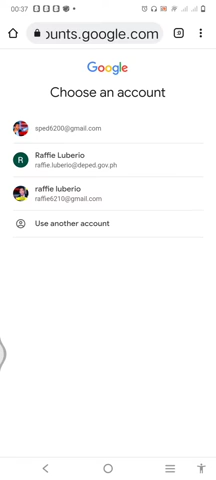 00:37
ounts.google.com
Google
Choose an account
sped6200@gmail.com
R
Raffie Luberio
raffie.luberio@deped.gov.ph
raffie luberio
raffie6210@gmail.com
Use another account